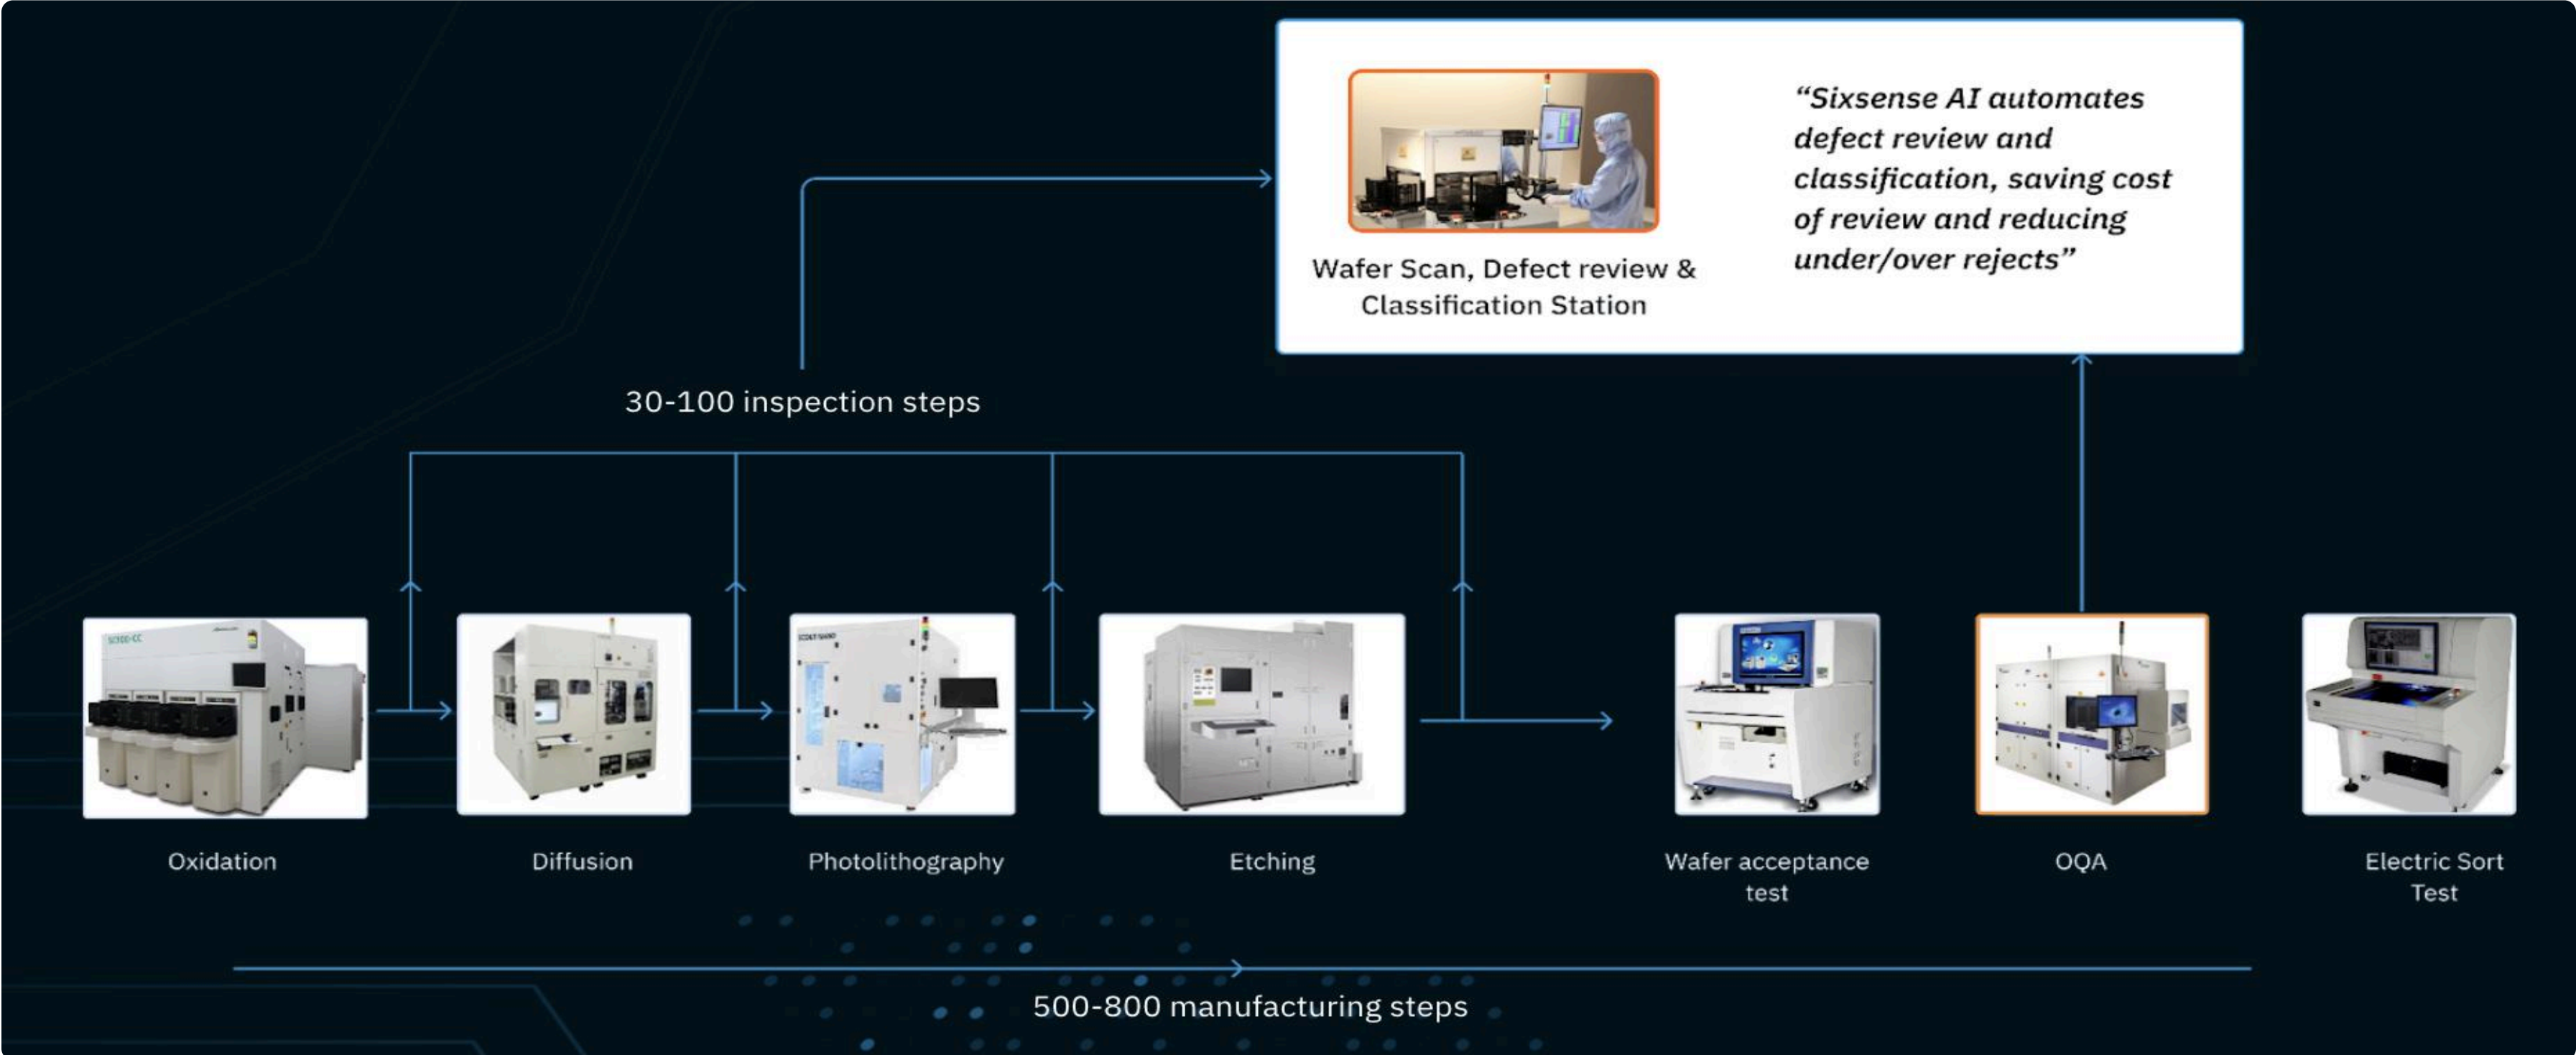 “Sixsense AI automates
defect review and
classification, saving cost
of review and reducing
under/over rejects”
Wafer Scan, Defect review &
Classification Station
30-100 inspection steps
Oxidation
Diffusion
Photolithography
Etching
Wafer acceptance
test
OQA
Electric Sort
Test
500-800 manufacturing steps